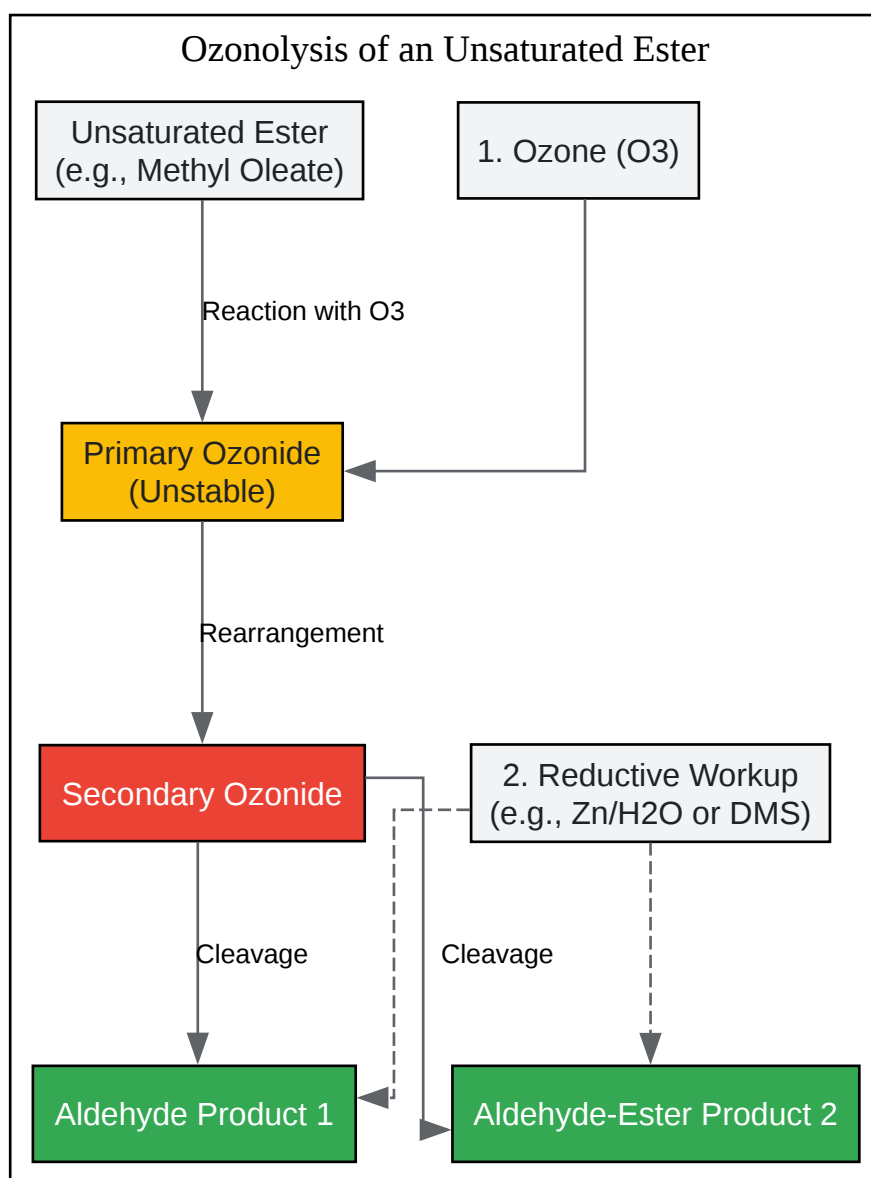 Ozonolysis of an Unsaturated Ester
Unsaturated Ester
(e.g., Methyl Oleate)
1. Ozone (O3)
Reaction with O3
Primary Ozonide
(Unstable)
Rearrangement
Secondary Ozonide
2. Reductive Workup
(e.g., Zn/H2O or DMS)
Cleavage
Cleavage
Aldehyde Product 1
Aldehyde-Ester Product 2